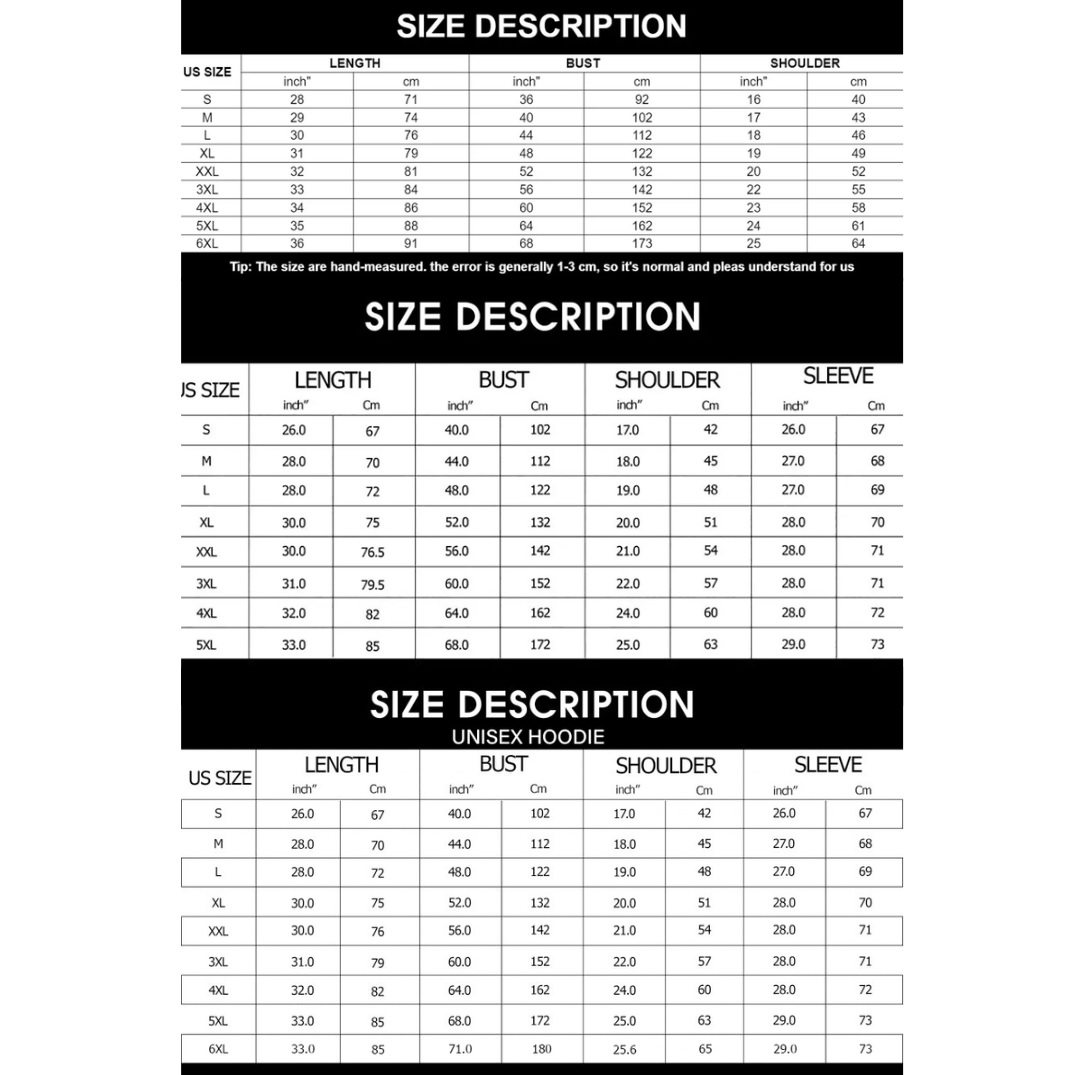 SIZE DESCRIPTION
US SIZE LENGTH BUST SHOULDER
inch" cm inch" cm inch" cm
S 28 71 36 92 16 40
M 29 74 40 102 17 43
L 30 76 44 112 18 46
XL 31 79 48 122 19 49
XXL 32 81 52 132 20 52
3XL 33 84 56 142 22 55
4XL 34 86 60 152 23 58
5XL 35 88 64 162 24 61
6XL 36 91 68 173 25 64
Tip: The size are hand-measured. the error is generally 1-3 cm, so it's normal and pleas understand for us
SIZE DESCRIPTION
US SIZE LENGTH BUST SHOULDER SLEEVE
inch" Cm inch" Cm inch" Cm inch" Cm
S 26.0 67 40.0 102 17.0 42 26.0 67
M 28.0 70 44.0 112 18.0 45 27.0 68
L 28.0 72 48.0 122 19.0 48 27.0 69
XL 30.0 75 52.0 132 20.0 51 28.0 70
XXL 30.0 76.5 56.0 142 21.0 54 28.0 71
3XL 31.0 79.5 60.0 152 22.0 57 28.0 71
4XL 32.0 82 64.0 162 24.0 60 28.0 72
5XL 33.0 85 68.0 172 25.0 63 29.0 73
SIZE DESCRIPTION
UNISEX HOODIE
US SIZE LENGTH BUST SHOULDER SLEEVE
inch" Cm inch" Cm inch" Cm inch" Cm
S 26.0 67 40.0 102 17.0 42 26.0 67
M 28.0 70 44.0 112 18.0 45 27.0 68
L 28.0 72 48.0 122 19.0 48 27.0 69
XL 30.0 75 52.0 132 20.0 51 28.0 70
XXL 30.0 76 56.0 142 21.0 54 28.0 71
3XL 31.0 79 60.0 152 22.0 57 28.0 71
4XL 32.0 82 64.0 162 24.0 60 28.0 72
5XL 33.0 85 68.0 172 25.0 63 29.0 73
6XL 33.0 85 71.0 180 25.6 65 29.0 73